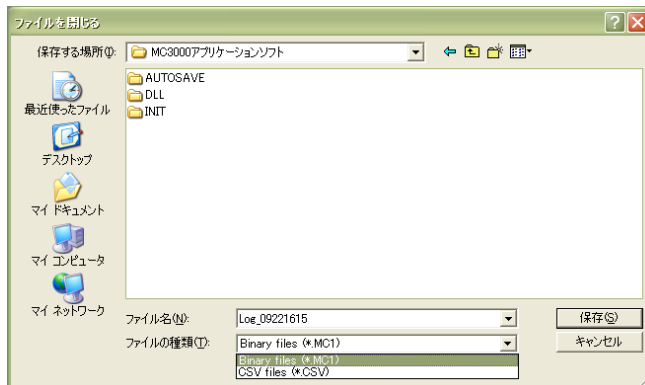 ファイルを閉じる
保存する場所(I):
MC3000アプリケーションソフト
最近使ったファイル
デスクトップ
マイ ドキュメント
マイ コンピュータ
マイ ネットワーク
AUTOSAVE
DLL
INIT
ファイル名(N):
Log_09221615
保存(S)
ファイルの種類(T):
Binary files (*.MC1)
キャンセル
Binary files (*.MC1)
CSV files (*.CSV)